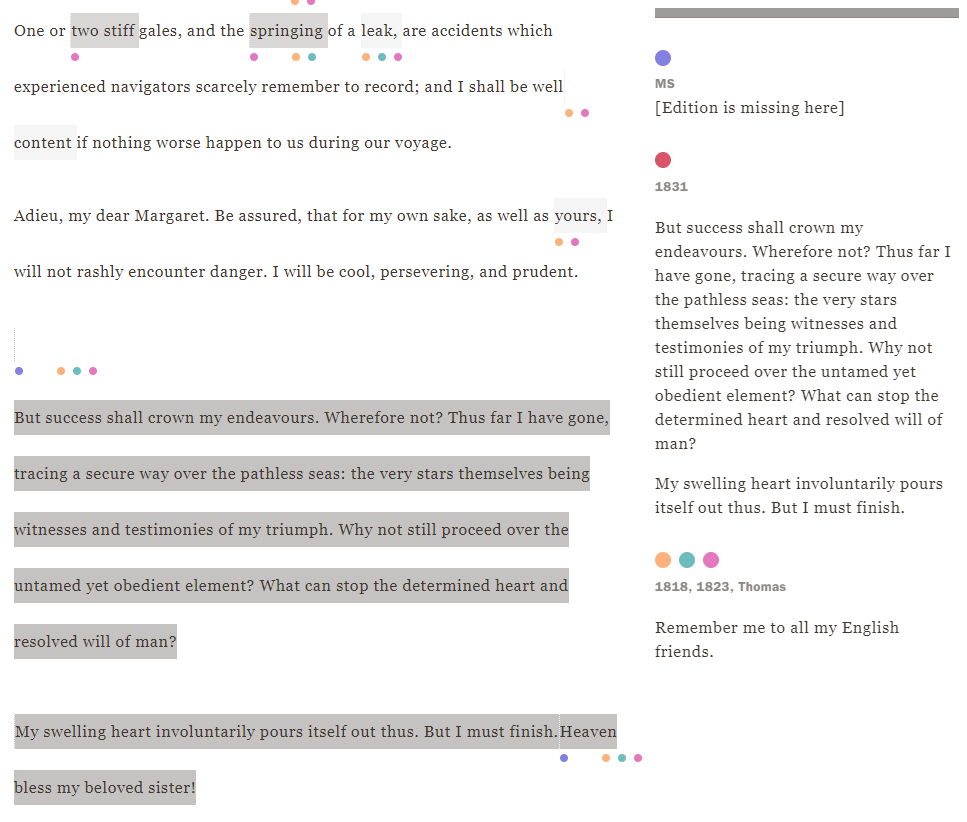 One or two stiff gales, and the springing of a leak, are accidents which
experienced navigators scarcely remember to record; and I shall be well
content if nothing worse happen to us during our voyage.
Adieu, my dear Margaret. Be assured, that for my own sake, as well as yours, I
will not rashly encounter danger. I will be cool, persevering, and prudent.
But success shall crown my endeavours. Wherefore not? Thus far I have gone,
tracing a secure way over the pathless seas: the very stars themselves being
witnesses and testimonies of my triumph. Why not still proceed over the
untamed yet obedient element? What can stop the determined heart and
resolved will of man?
My swelling heart involuntarily pours itself out thus. But I must finish. Heaven
bless my beloved sister!
MS
[Edition is missing here]
1831
But success shall crown my
endeavours. Wherefore not? Thus far I
have gone, tracing a secure way over
the pathless seas: the very stars
themselves being witnesses and
testimonies of my triumph. Why not
still proceed over the untamed yet
obedient element? What can stop the
determined heart and resolved will of
man?
My swelling heart involuntarily pours
itself out thus. But I must finish.
1818, 1823, Thomas
Remember me to all my English
friends.